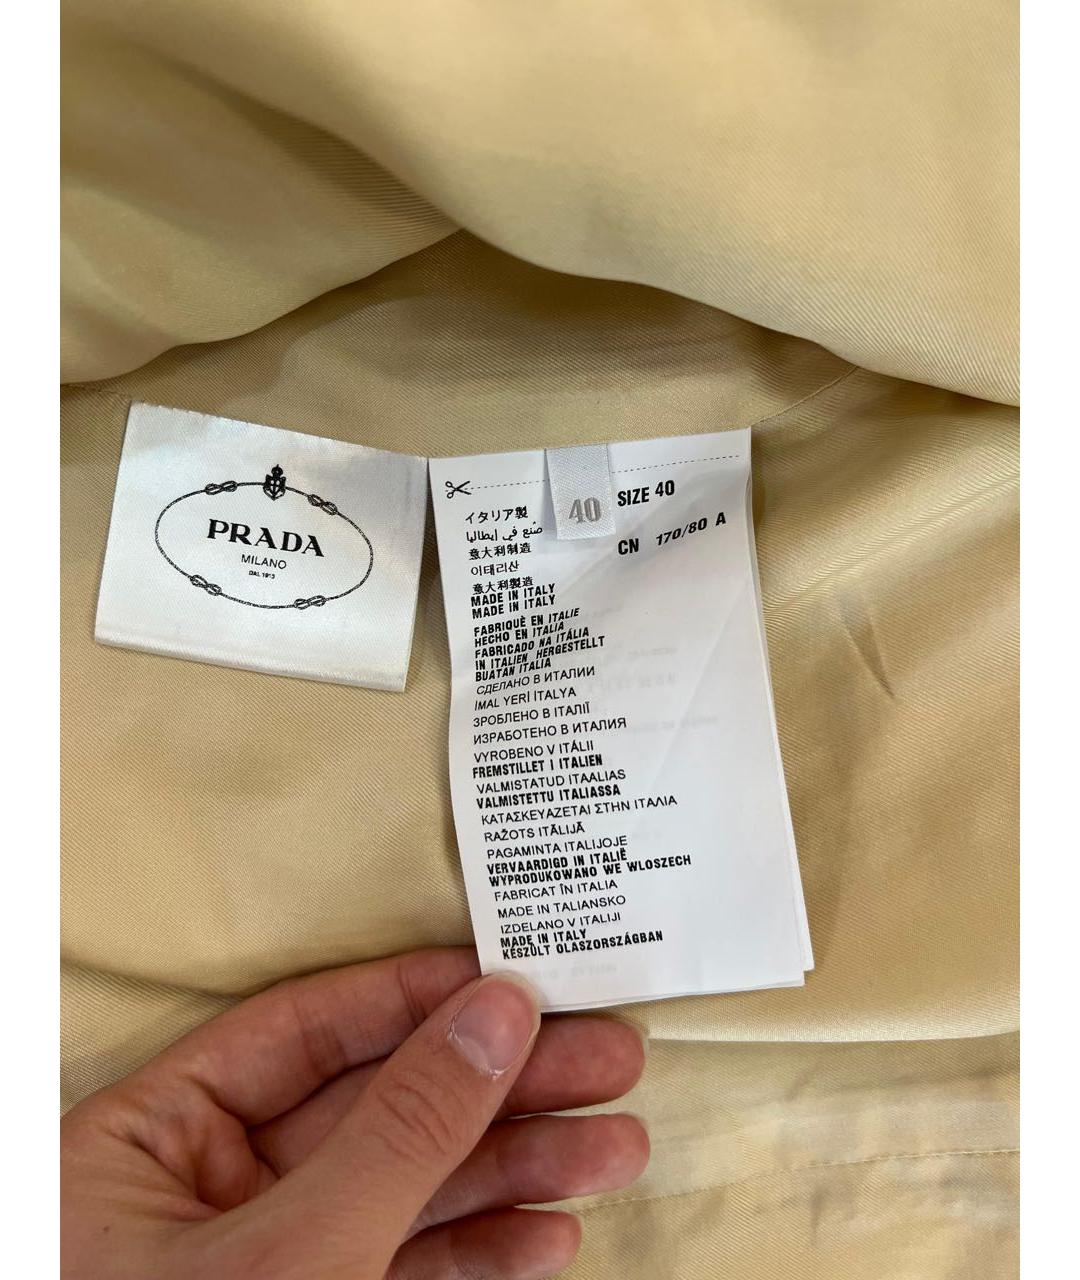 PRADA
MILANO
DAL 1913
40
SIZE 40
CN 170/80 A
イタリア製
صُنع في إيطاليا
意大利制造
이태리산
意大利製造
MADE IN ITALY
MADE IN ITALY
FABRIQUÈ EN ITALIE
HECHO EN ITALIA
FABRICADO NA ITÁLIA
IN ITALIEN HERGESTELLT
BUATAN ITALIA
СДЕЛАНО В ИТАЛИИ
İMAL YERİ İTALYA
ЗРОБЛЕНО В ІТАЛІЇ
ИЗРАБОТЕНО В ИТАЛИЯ
VYROBENO V ITÁLII
FREMSTILLET I ITALIEN
VALMISTATUD ITAALIAS
VALMISTETTU ITALIASSA
ΚΑΤΑΣΚΕΥΑΖΕΤΑΙ ΣΤΗΝ ΙΤΑΛΙΑ
RAŽOTS ITĀLIJĀ
PAGAMINTA ITALIJOJE
VERVAARDIGD IN ITALIË
WYPRODUKOWANO WE WLOSZECH
FABRICAT ÎN ITALIA
MADE IN TALIANSKO
IZDELANO V ITALIJI
MADE IN ITALY
KÉSZÜLT OLASZORSZÁGBAN